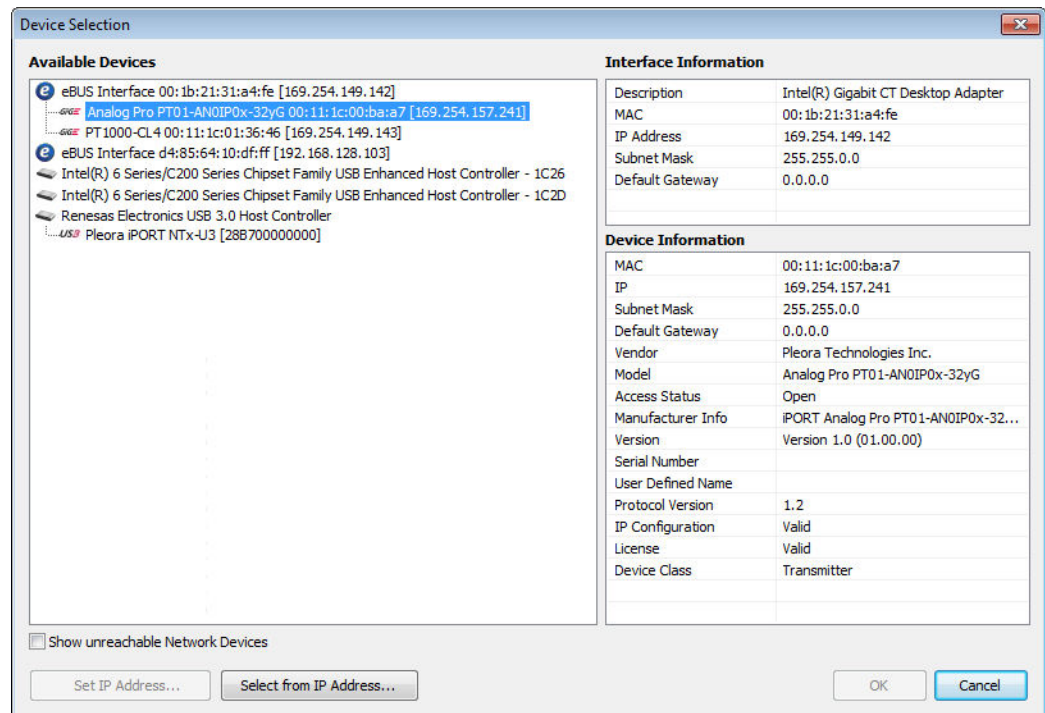 Device Selection
Available Devices
eBUS Interface 00:1b:21:31:a4:fe [169.254.149.142]
GIGE Analog Pro PT01-AN0IP0x-32yG 00:11:1c:00:ba:a7 [169.254.157.241]
GIGE PT1000-CL4 00:11:1c:01:36:46 [169.254.149.143]
eBUS Interface d4:85:64:10:df:ff [192.168.128.103]
Intel(R) 6 Series/C200 Series Chipset Family USB Enhanced Host Controller - 1C26
Intel(R) 6 Series/C200 Series Chipset Family USB Enhanced Host Controller - 1C2D
Renesas Electronics USB 3.0 Host Controller
USB Pleora iPORT NTx-U3 [28B700000000]
Show unreachable Network Devices
Set IP Address... Select from IP Address...
Interface Information
Description Intel(R) Gigabit CT Desktop Adapter
MAC 00:1b:21:31:a4:fe
IP Address 169.254.149.142
Subnet Mask 255.255.0.0
Default Gateway 0.0.0.0
Device Information
MAC 00:11:1c:00:ba:a7
IP 169.254.157.241
Subnet Mask 255.255.0.0
Default Gateway 0.0.0.0
Vendor Pleora Technologies Inc.
Model Analog Pro PT01-AN0IP0x-32yG
Access Status Open
Manufacturer Info iPORT Analog Pro PT01-AN0IP0x-32...
Version Version 1.0 (01.00.00)
Serial Number
User Defined Name
Protocol Version 1.2
IP Configuration Valid
License Valid
Device Class Transmitter
OK Cancel